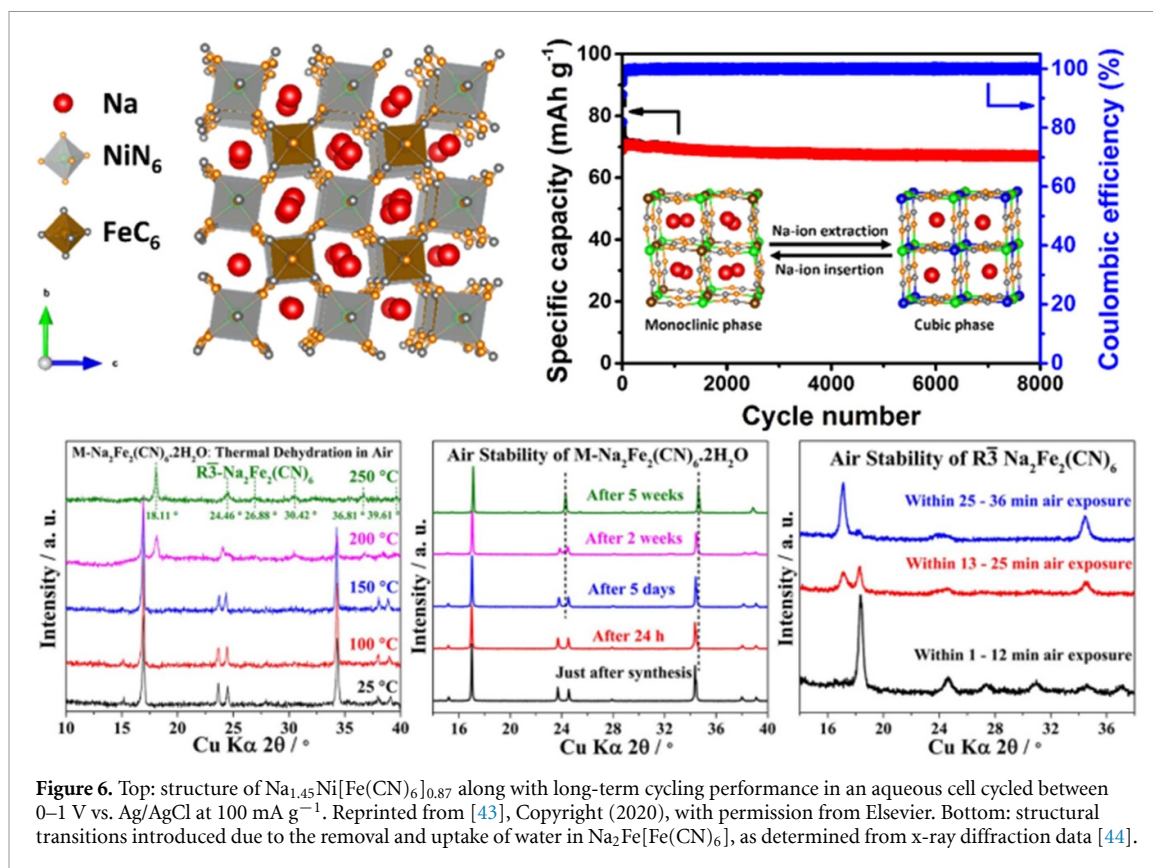 Na
NiN₆
FeC₆
b
c
Specific capacity (mAh g⁻¹)
100
80
60
40
20
0
Coulombic efficiency (%)
100
80
60
40
20
0
Na-ion extraction
Na-ion insertion
Monoclinic phase
Cubic phase
0 2000 4000 6000 8000
Cycle number
M-Na₂Fe₂(CN)₆.2H₂O: Thermal Dehydration in Air
R3̅-Na₂Fe₂(CN)₆
250 °C
18.11 ° 24.46 ° 26.88 ° 30.42 ° 36.81 ° 39.61 °
200 °C
150 °C
100 °C
25 °C
Intensity / a. u.
10 20 30 40
Cu Kα 2θ / °
Air Stability of M-Na₂Fe₂(CN)₆.2H₂O
After 5 weeks
After 2 weeks
After 5 days
After 24 h
Just after synthesis
Intensity / a. u.
16 20 24 28 32 36 40
Cu Kα 2θ / °
Air Stability of R3̅ Na₂Fe₂(CN)₆
Within 25 - 36 min air exposure
Within 13 - 25 min air exposure
Within 1 - 12 min air exposure
Intensity / a. u.
16 20 24 28 32 36
Cu Kα 2θ / °
Figure 6. Top: structure of Na₁.₄₅Ni[Fe(CN)₆]₀.₈₇ along with long-term cycling performance in an aqueous cell cycled between
0–1 V vs. Ag/AgCl at 100 mA g⁻¹. Reprinted from [43], Copyright (2020), with permission from Elsevier. Bottom: structural
transitions introduced due to the removal and uptake of water in Na₂Fe[Fe(CN)₆], as determined from x-ray diffraction data [44].